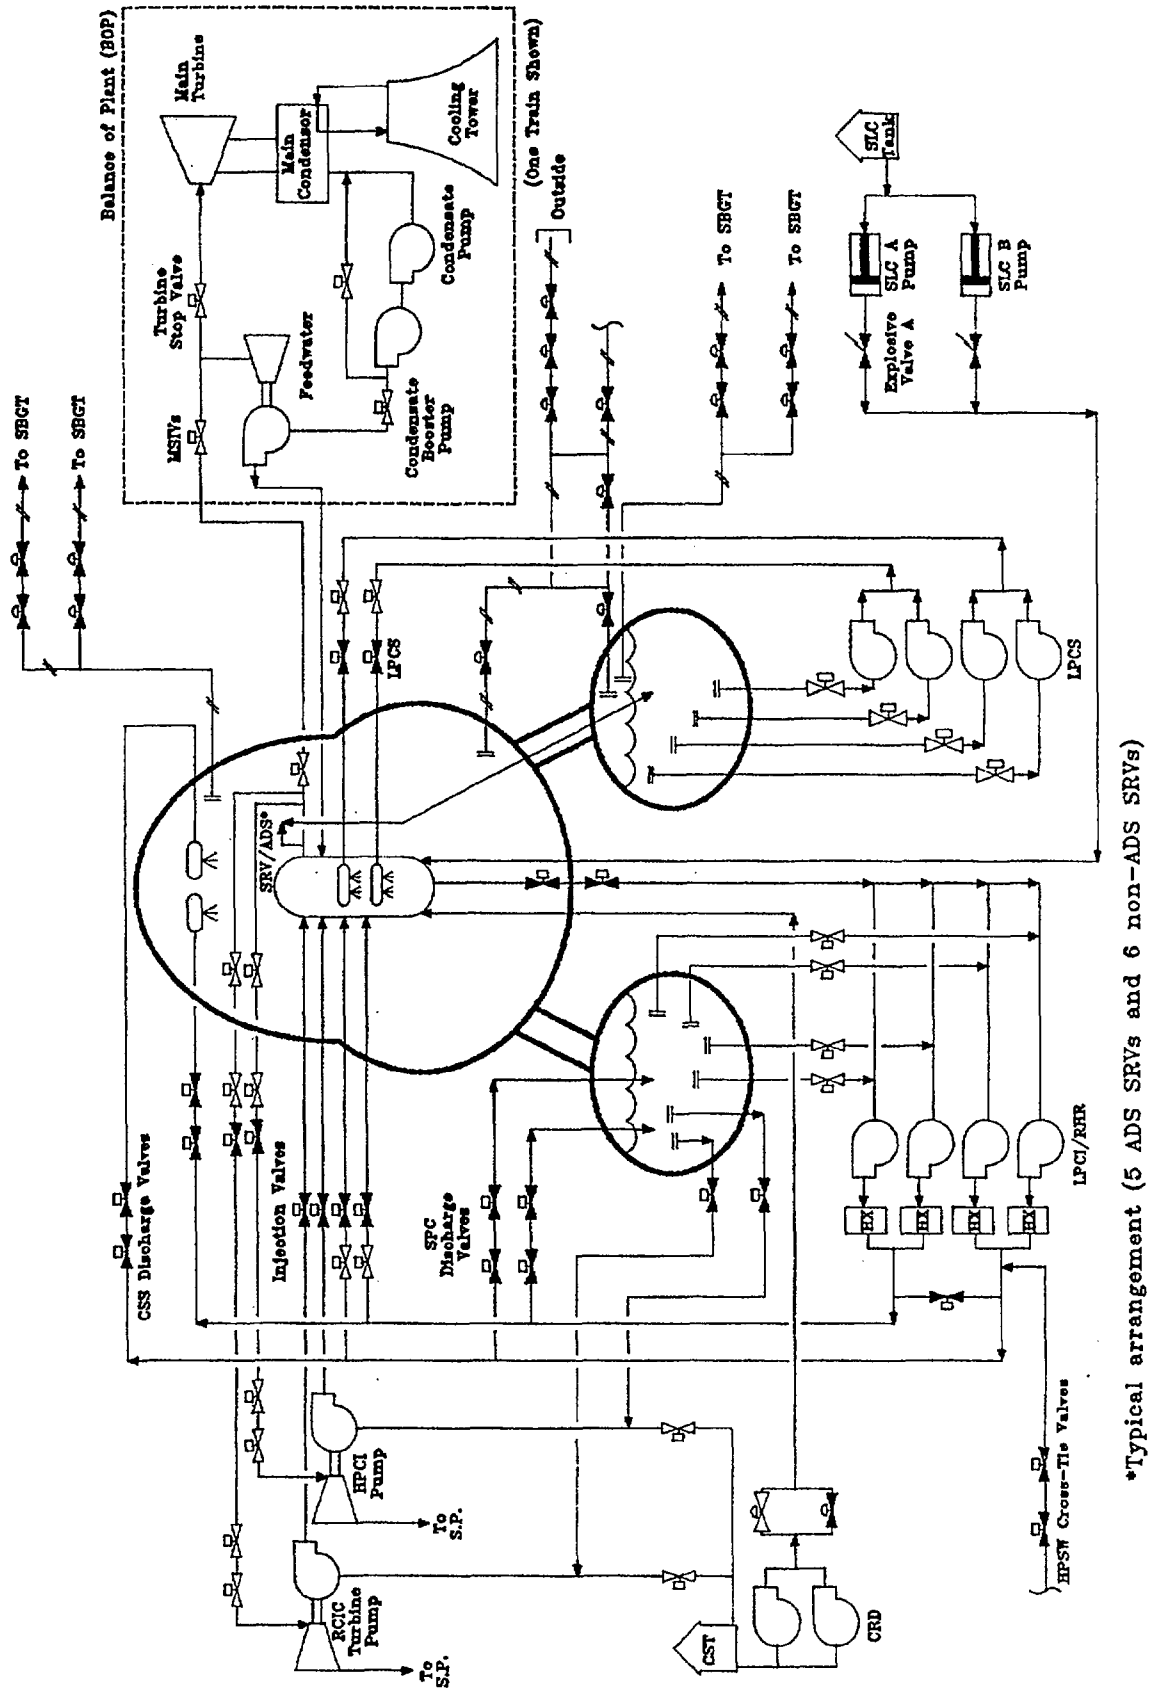 To SBGT
To SBGT
Balance of Plant (BOP)
Main
Turbine
Turbine
Stop Valve
MSIVs
Feedwater
Main
Condensor
Cooling
Tower
Condensate
Pump
Condensate
Booster
Pump
(One Train Shown)
Outside
To SBGT
To SBGT
SLC
Tank
SLC A
Pump
SLC B
Pump
Explosive
Valve A
LPCS
LPCS
SRV/ADS*
CSS Discharge Valves
Injection Valves
SPC
Discharge
Valves
HX
HX
HX
HX
LPCI/RHR
HPCI
Pump
To
S.P.
RCIC
Turbine
Pump
To
S.P.
CST
CRD
HPSW Cross-Tie Valves
*Typical arrangement (5 ADS SRVs and 6 non-ADS SRVs)